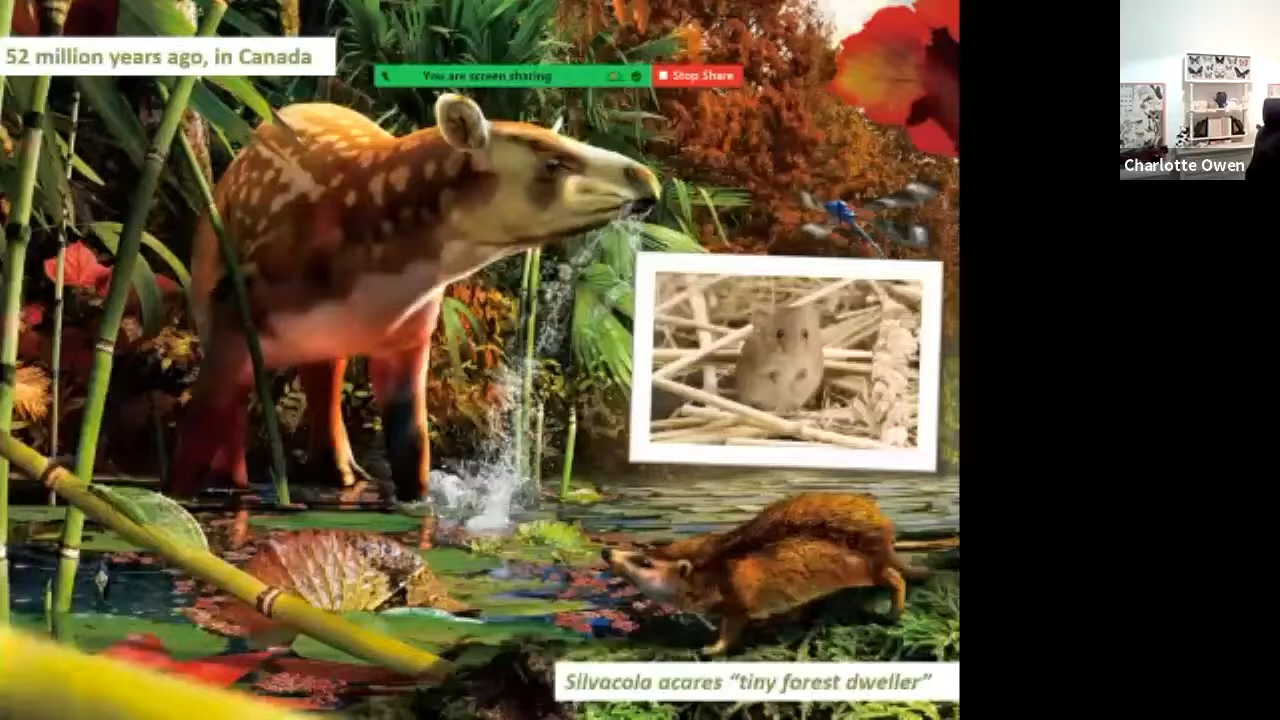 52 million years ago, in Canada
You are screen sharing
Stop Share
Charlotte Owen
Silvacola acares “tiny forest dweller”